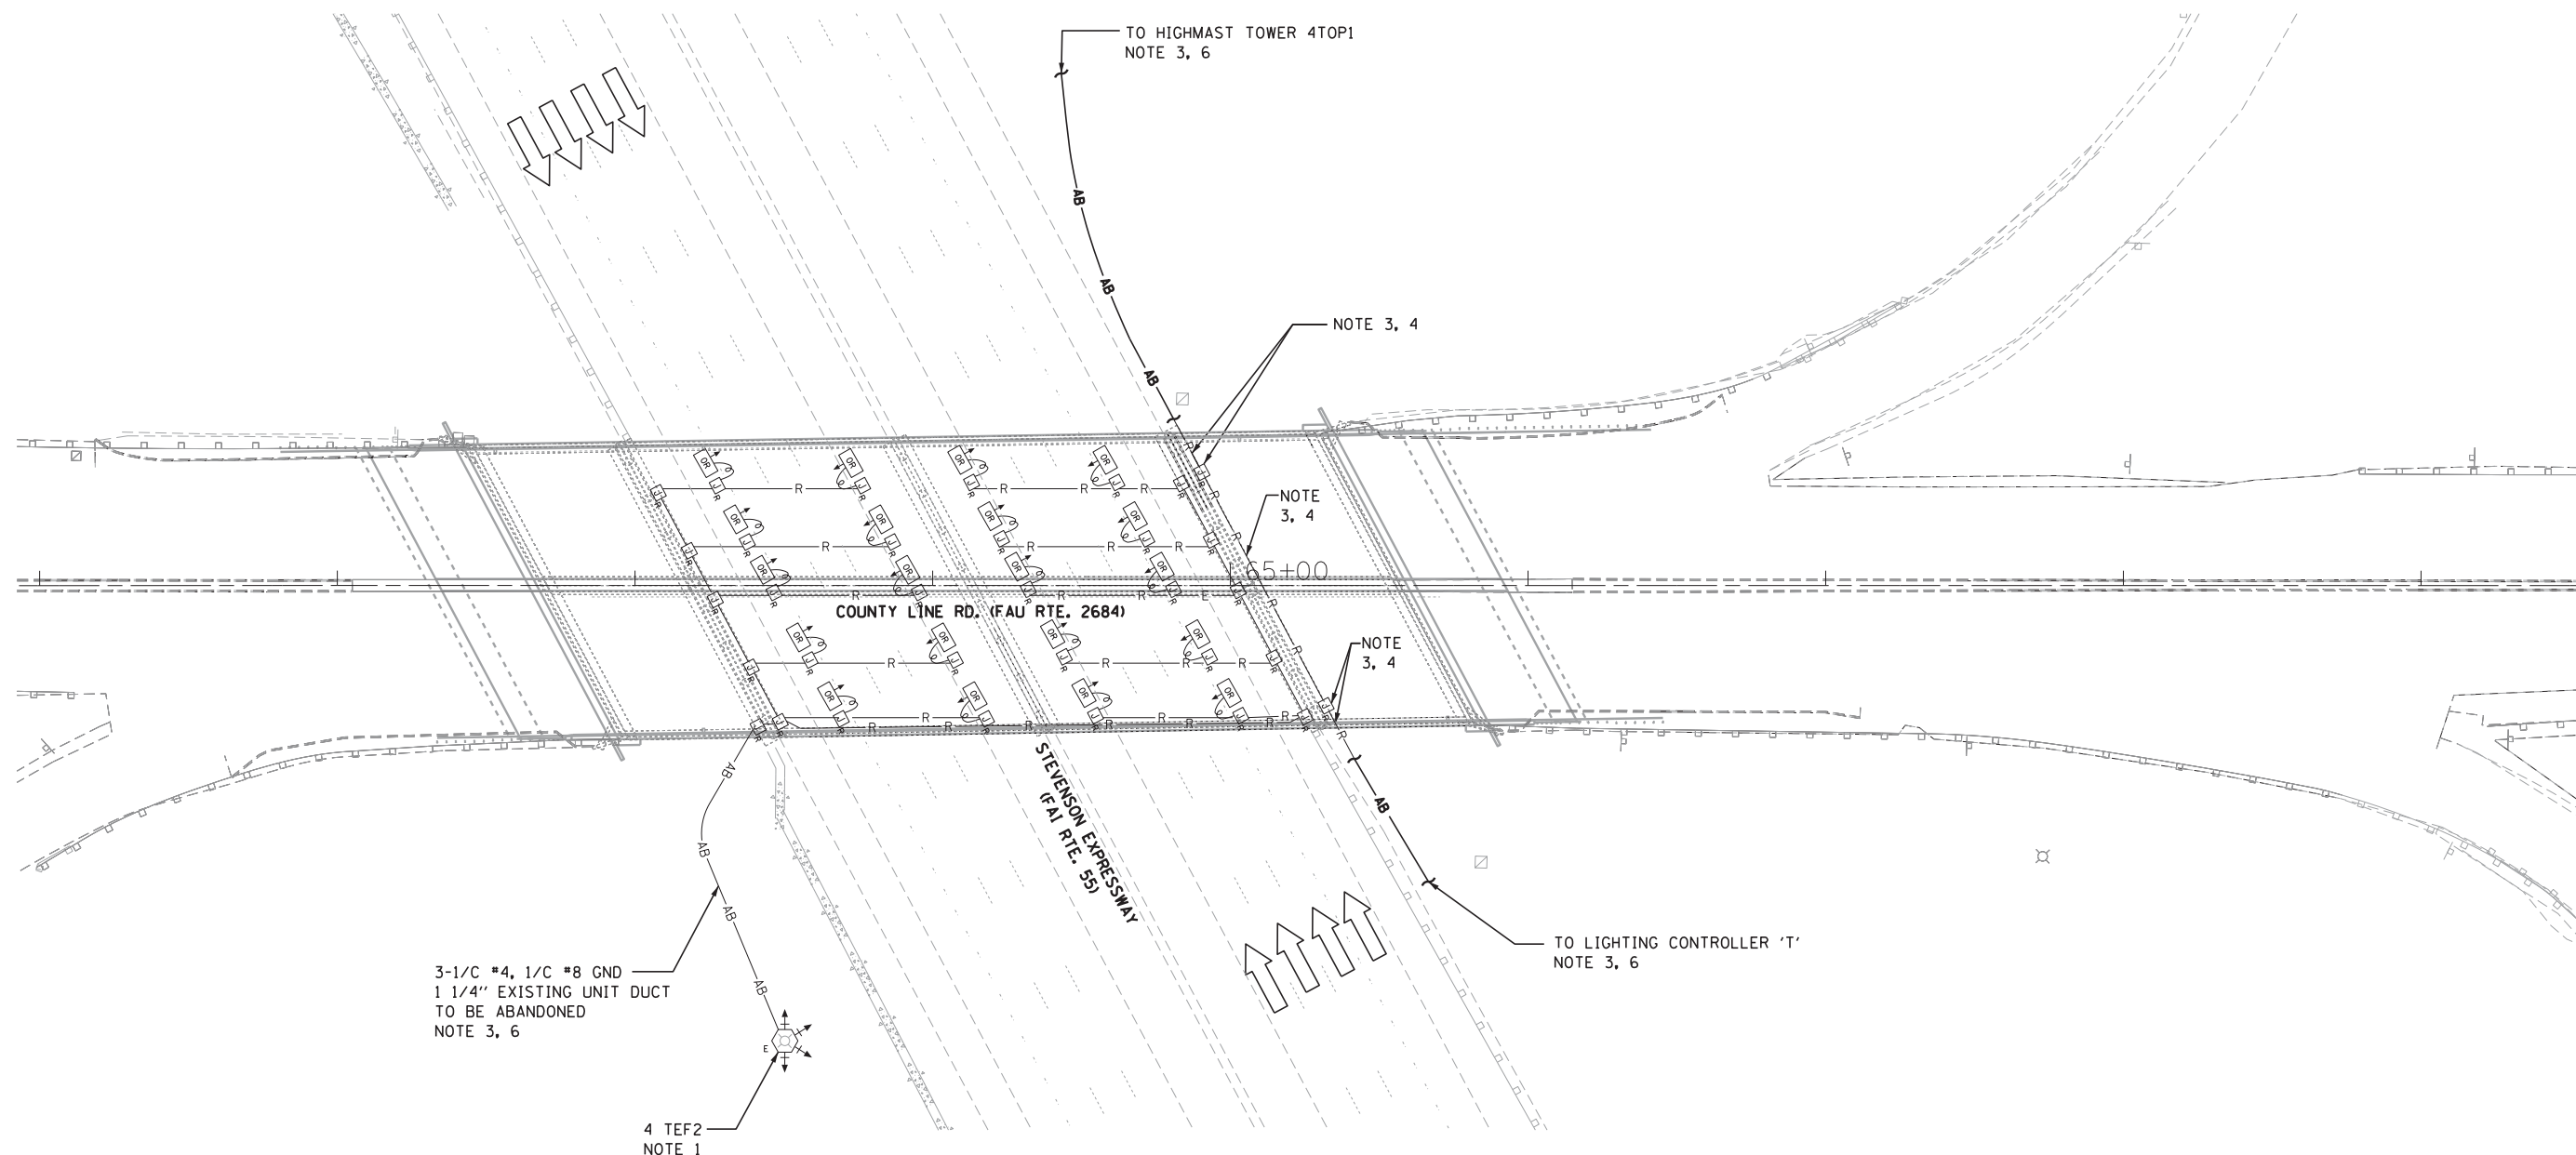 TO HIGHMAST TOWER 4TOP1
NOTE 3, 6
AB
AB
AB
NOTE 3, 4
NOTE
3, 4
65+00
COUNTY LINE RD. (FAU RTE. 2684)
NOTE
3, 4
STEVENSON EXPRESSWAY
(FAI RTE. 55)
AB
AB
AB
AB
AB
TO LIGHTING CONTROLLER 'T'
NOTE 3, 6
3-1/C #4, 1/C #8 GND
1 1/4" EXISTING UNIT DUCT
TO BE ABANDONED
NOTE 3, 6
E
4 TEF2
NOTE 1